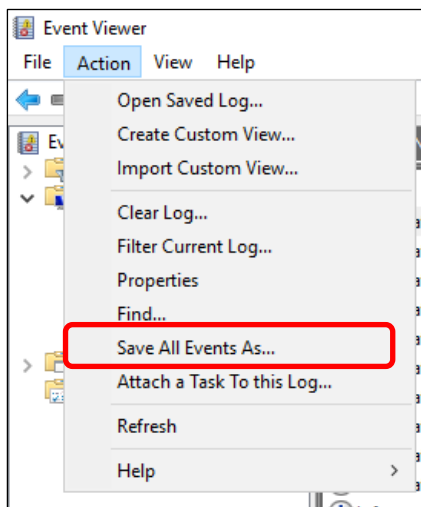 Event Viewer
File Action View Help
Open Saved Log...
Create Custom View...
Import Custom View...
Clear Log...
Filter Current Log...
Properties
Find...
Save All Events As...
Attach a Task To this Log...
Refresh
Help